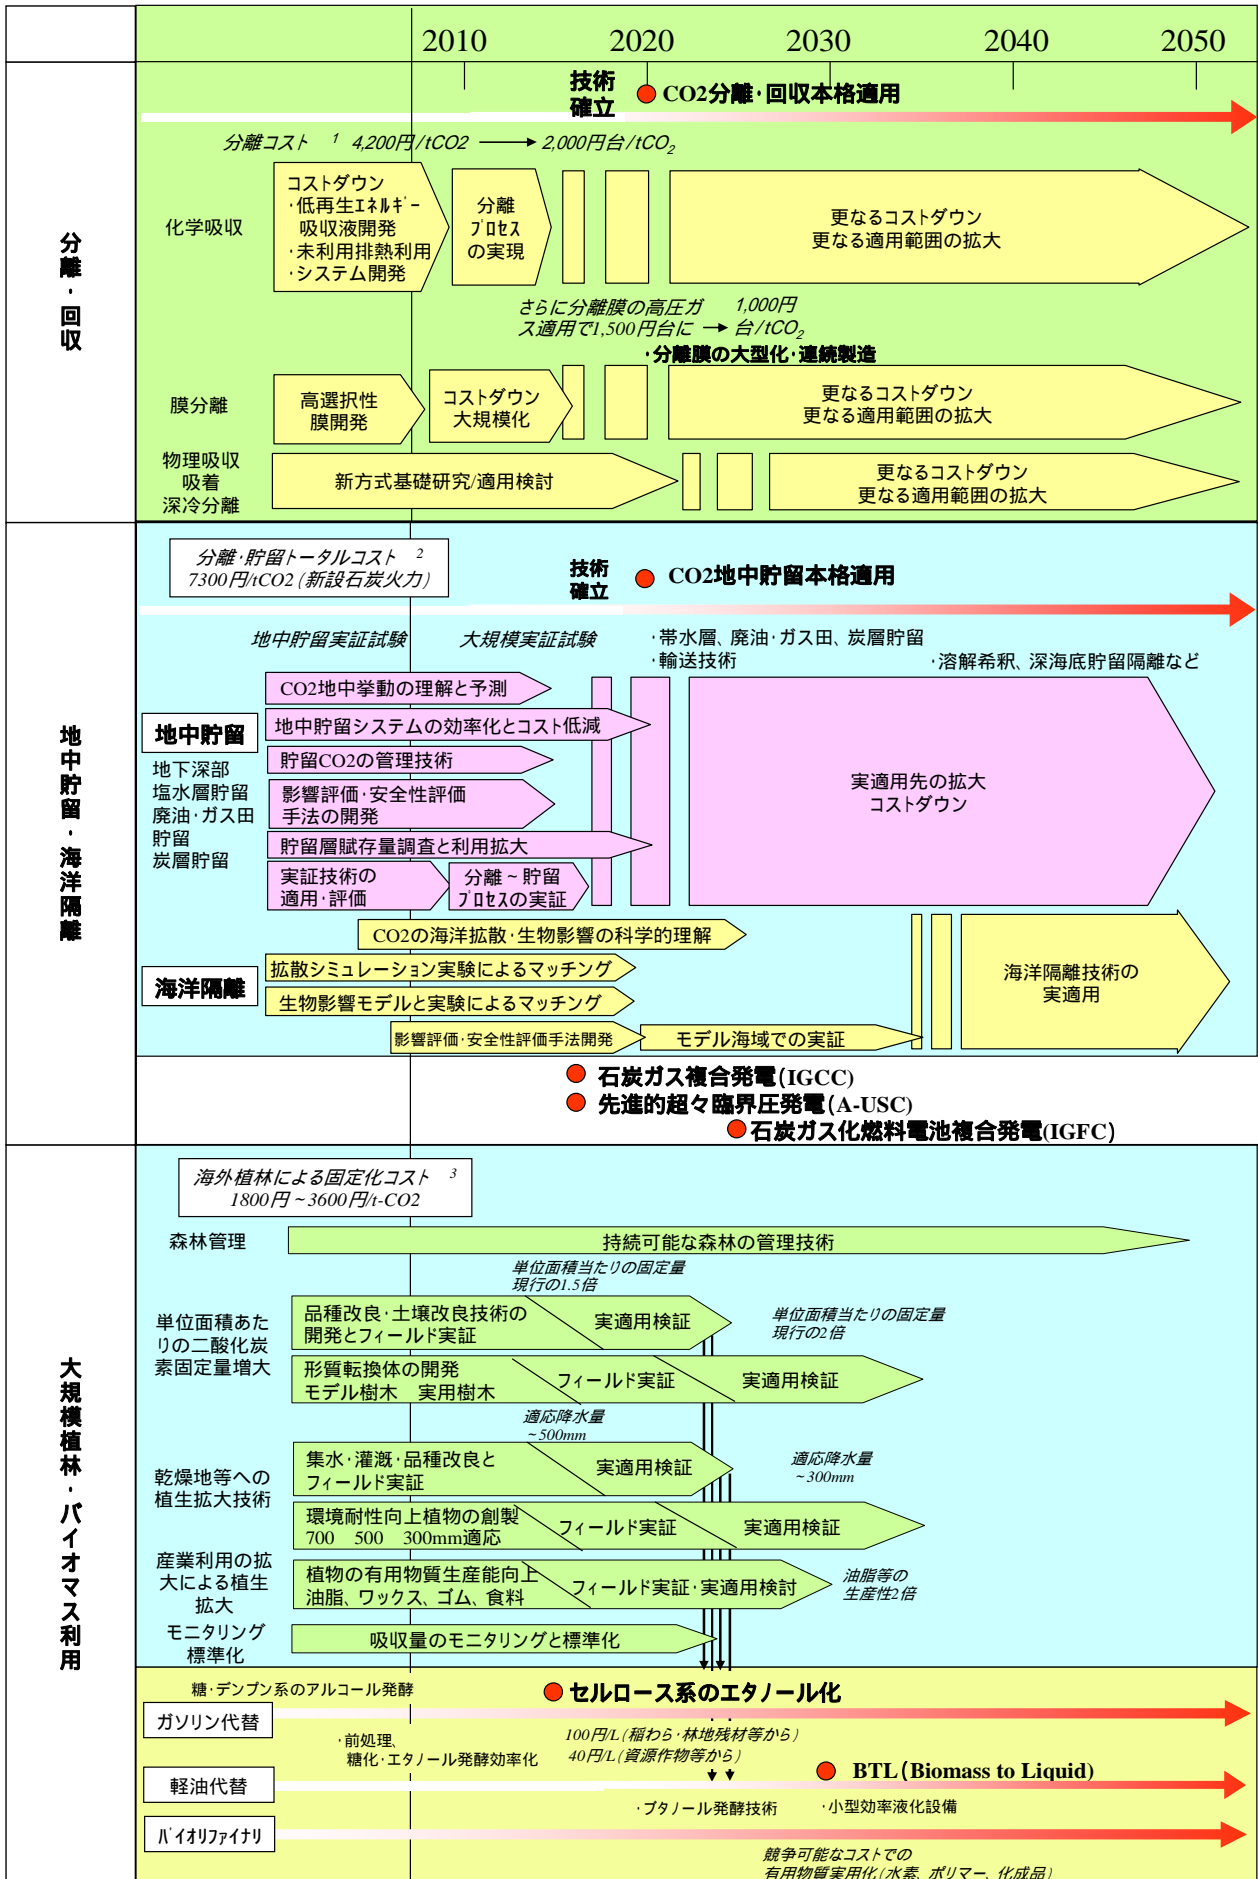 2010 2020 2030 2040 2050
分離・回収
技術
確立
CO2分離・回収本格適用
分離コスト 1 4,200円/tCO2 → 2,000円台/tCO2
化学吸収
コストダウン
・低再生エネルギー
吸収液開発
・未利用排熱利用
・システム開発
分離
プロセス
の実現
更なるコストダウン
更なる適用範囲の拡大
さらに分離膜の高圧ガ
ス適用で1,500円台に →
1,000円
台/tCO2
・分離膜の大型化・連続製造
膜分離
高選択性
膜開発
コストダウン
大規模化
更なるコストダウン
更なる適用範囲の拡大
物理吸収
吸着
深冷分離
新方式基礎研究/適用検討
更なるコストダウン
更なる適用範囲の拡大
地中貯留・海洋隔離
分離・貯留トータルコスト 2
7300円/tCO2(新設石炭火力)
技術
確立
CO2地中貯留本格適用
地中貯留実証試験
大規模実証試験
・帯水層、廃油・ガス田、炭層貯留
・輸送技術
・溶解希釈、深海底貯留隔離など
地中貯留
地下深部
塩水層貯留
廃油・ガス田
貯留
炭層貯留
CO2地中挙動の理解と予測
地中貯留システムの効率化とコスト低減
貯留CO2の管理技術
影響評価・安全性評価
手法の開発
貯留層賦存量調査と利用拡大
実証技術の
適用・評価
分離~貯留
プロセスの実証
実適用先の拡大
コストダウン
海洋隔離
CO2の海洋拡散・生物影響の科学的理解
拡散シミュレーション実験によるマッチング
生物影響モデルと実験によるマッチング
影響評価・安全性評価手法開発
モデル海域での実証
海洋隔離技術の
実適用
石炭ガス複合発電(IGCC)
先進的超々臨界圧発電(A-USC)
石炭ガス化燃料電池複合発電(IGFC)
大規模植林・バイオマス利用
海外植林による固定化コスト 3
1800円~3600円/t-CO2
森林管理
持続可能な森林の管理技術
単位面積当たりの固定量
現行の1.5倍
単位面積あた
りの二酸化炭
素固定量増大
品種改良・土壌改良技術の
開発とフィールド実証
実適用検証
単位面積当たりの固定量
現行の2倍
形質転換体の開発
モデル樹木 実用樹木
フィールド実証
実適用検証
適応降水量
~500mm
乾燥地等への
植生拡大技術
集水・灌漑・品種改良と
フィールド実証
実適用検証
適応降水量
~300mm
環境耐性向上植物の創製
700 500 300mm適応
フィールド実証
実適用検証
産業利用の拡
大による植生
拡大
植物の有用物質生産能向上
油脂、ワックス、ゴム、食料
フィールド実証・実適用検討
油脂等の
生産性2倍
モニタリング
標準化
吸収量のモニタリングと標準化
糖・デンプン系のアルコール発酵
セルロース系のエタノール化
ガソリン代替
・前処理、
糖化・エタノール発酵効率化
100円/L(稲わら・林地残材等から)
40円/L(資源作物等から)
BTL(Biomass to Liquid)
軽油代替
・ブタノール発酵技術
・小型効率液化設備
バイオリファイナリ
競争可能なコストでの
有用物質実用化(水素、ポリマー、化成品)